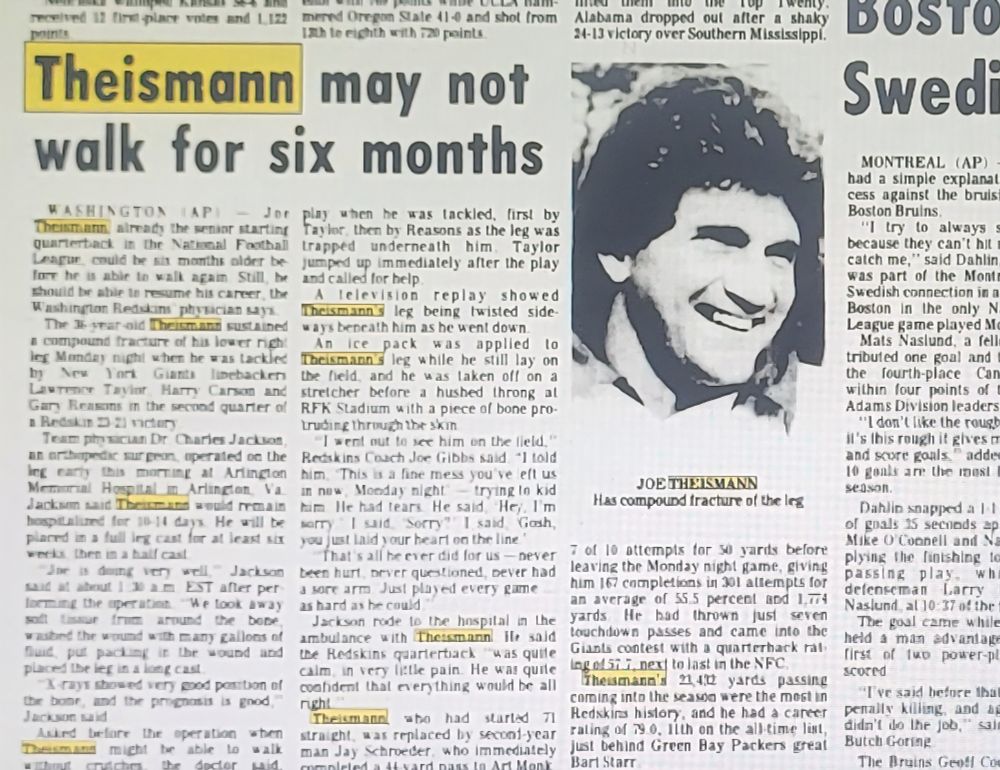 received 12 first-place votes and 1,122
points.
mered Oregon State 41-0 and shot from
13th to eighth with 720 points.
fitted them into the Top Twenty.
Alabama dropped out after a shaky
24-13 victory over Southern Mississippi.
Theismann may not
walk for six months
WASHINGTON (AP) — Joe
Theismann, already the senior starting
quarterback in the National Football
League, could be six months older be-
fore he is able to walk again. Still, he
should be able to resume his career, the
Washington Redskins physician says.
The 36-year-old Theismann sustained
a compound fracture of his lower right
leg Monday night when he was tackled
by New York Giants linebackers
Lawrence Taylor, Harry Carson and
Gary Reasons in the second quarter of
a Redskin 23-21 victory.
Team physician Dr. Charles Jackson,
an orthopedic surgeon, operated on the
leg early this morning at Arlington
Memorial Hospital in Arlington, Va.
Jackson said Theismann would remain
hospitalized for 10-14 days. He will be
placed in a full leg cast for at least six
weeks, then in a half cast.
"Joe is doing very well," Jackson
said at about 1:30 a.m. EST after per-
forming the operation. "We took away
soft tissue from around the bone,
washed the wound with many gallons of
fluid, put packing in the wound and
placed the leg in a long cast.
"X-rays showed very good position of
the bone, and the prognosis is good,"
Jackson said.
Asked before the operation when
Theismann might be able to walk
without crutches, the doctor said,
play when he was tackled, first by
Taylor, then by Reasons as the leg was
trapped underneath him. Taylor
jumped up immediately after the play
and called for help.
A television replay showed
Theismann's leg being twisted side-
ways beneath him as he went down.
An ice pack was applied to
Theismann's leg while he still lay on
the field, and he was taken off on a
stretcher before a hushed throng at
RFK Stadium with a piece of bone pro-
truding through the skin.
"I went out to see him on the field,"
Redskins Coach Joe Gibbs said. "I told
him, 'This is a fine mess you've left us
in now, Monday night' — trying to kid
him. He had tears. He said, 'Hey, I'm
sorry.' I said, 'Sorry?' I said, 'Gosh,
you just laid your heart on the line.'
"That's all he ever did for us — never
been hurt, never questioned, never had
a sore arm. Just played every game
as hard as he could."
Jackson rode to the hospital in the
ambulance with Theismann. He said
the Redskins quarterback "was quite
calm, in very little pain. He was quite
confident that everything would be all
right."
Theismann, who had started 71
straight, was replaced by second-year
man Jay Schroeder, who immediately
completed a 44-yard pass to Art Monk
JOE THEISMANN
Has compound fracture of the leg
7 of 10 attempts for 50 yards before
leaving the Monday night game, giving
him 167 completions in 301 attempts for
an average of 55.5 percent and 1,774
yards. He had thrown just seven
touchdown passes and came into the
Giants contest with a quarterback rat-
ing of 57.7, next to last in the NFC.
Theismann's 23,432 yards passing
coming into the season were the most in
Redskins history, and he had a career
rating of 79.0, 11th on the all-time list,
just behind Green Bay Packers great
Bart Starr.
Bosto
Swedi
MONTREAL (AP) —
had a simple explanat
cess against the bruisi
Boston Bruins.
"I try to always s
because they can't hit
catch me," said Dahlin,
was part of the Montr
Swedish connection in a
Boston in the only N
League game played Mo
Mats Naslund, a fello
tributed one goal and t
the fourth-place Can
within four points of
Adams Division leaders
"I don't like the rough
it's this rough it gives m
and score goals," added
10 goals are the most
season.
Dahlin snapped a 1-1
of goals 25 seconds ap
Mike O'Connell and Na
plying the finishing to
passing play, whi
defenseman Larry
Naslund, at 10:37 of the
The goal came while
held a man advantage
first of two power-pl
scored
"I've said before that
penalty killing, and ag
didn't do the job," said
Butch Goring.
The Bruins Geoff Co